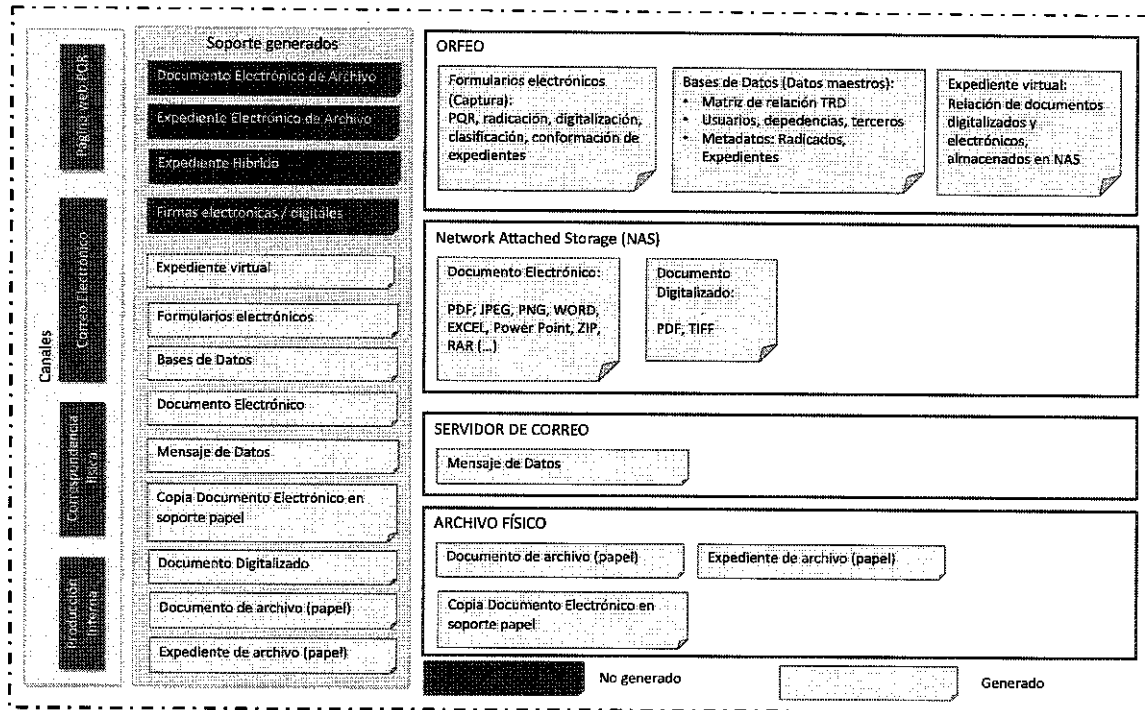 Canales
Página web PQR
Correo Electrónico
Correspondencia
física
Producción
Interna
Soporte generados
Documento Electrónico de Archivo
Expediente Electrónico de Archivo
Expediente Híbrido
Firmas electronicas / digitales
Expediente virtual
Formularios electrónicos
Bases de Datos
Documento Electrónico
Mensaje de Datos
Copia Documento Electrónico en
soporte papel
Documento Digitalizado
Documento de archivo (papel)
Expediente de archivo (papel)
ORFEO
Formularios electrónicos
(Captura):
PQR, radicación, digitalización,
clasificación, conformación de
expedientes
Bases de Datos (Datos maestros):
• Matriz de relación TRD
• Usuarios, depedencias, terceros
• Metadatos: Radicados,
Expedientes
Expediente virtual:
Relación de documentos
digitalizados y
electrónicos,
almacenados en NAS
Network Attached Storage (NAS)
Documento Electrónico:
PDF; JPEG, PNG, WORD,
EXCEL, Power Point, ZIP,
RAR (...)
Documento
Digitalizado:
PDF, TIFF
SERVIDOR DE CORREO
Mensaje de Datos
ARCHIVO FÍSICO
Documento de archivo (papel)
Expediente de archivo (papel)
Copia Documento Electrónico en
soporte papel
No generado
Generado